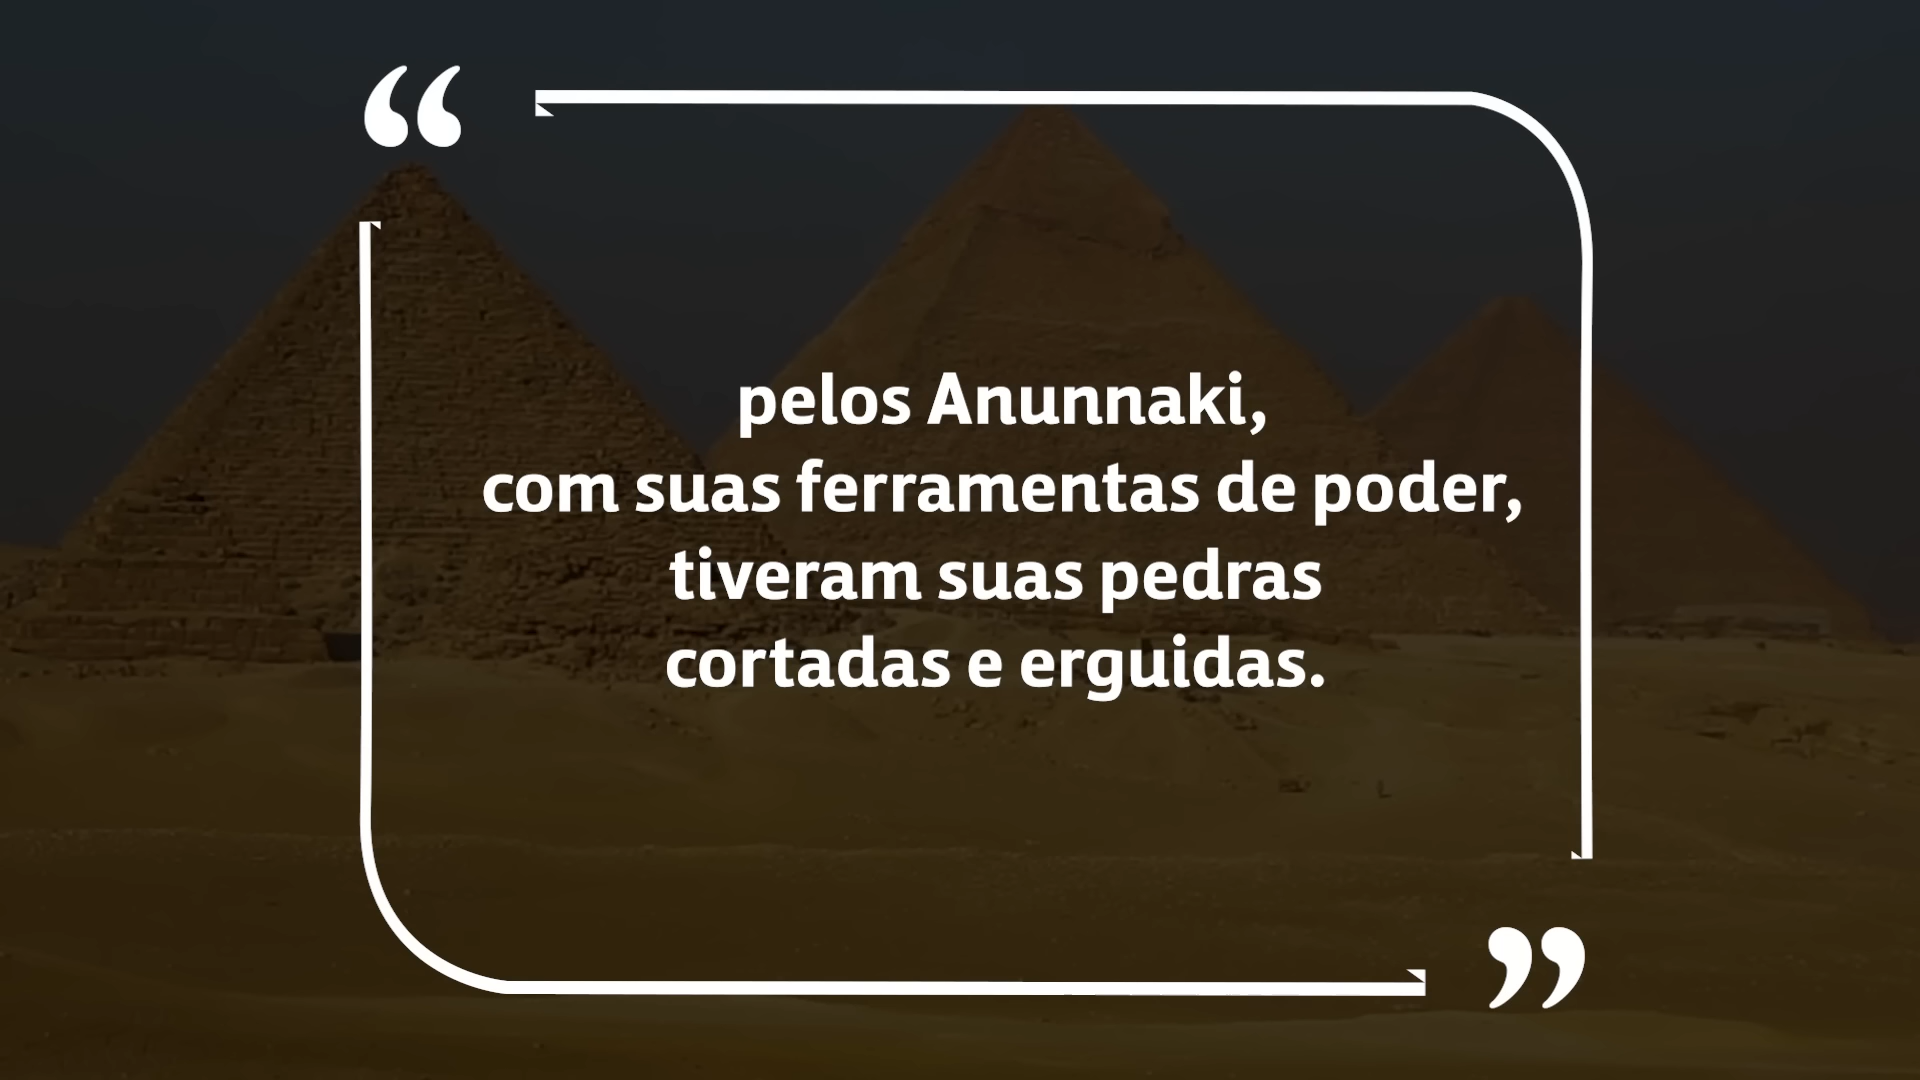 “
pelos Anunnaki,
com suas ferramentas de poder,
tiveram suas pedras
cortadas e erguidas.
”